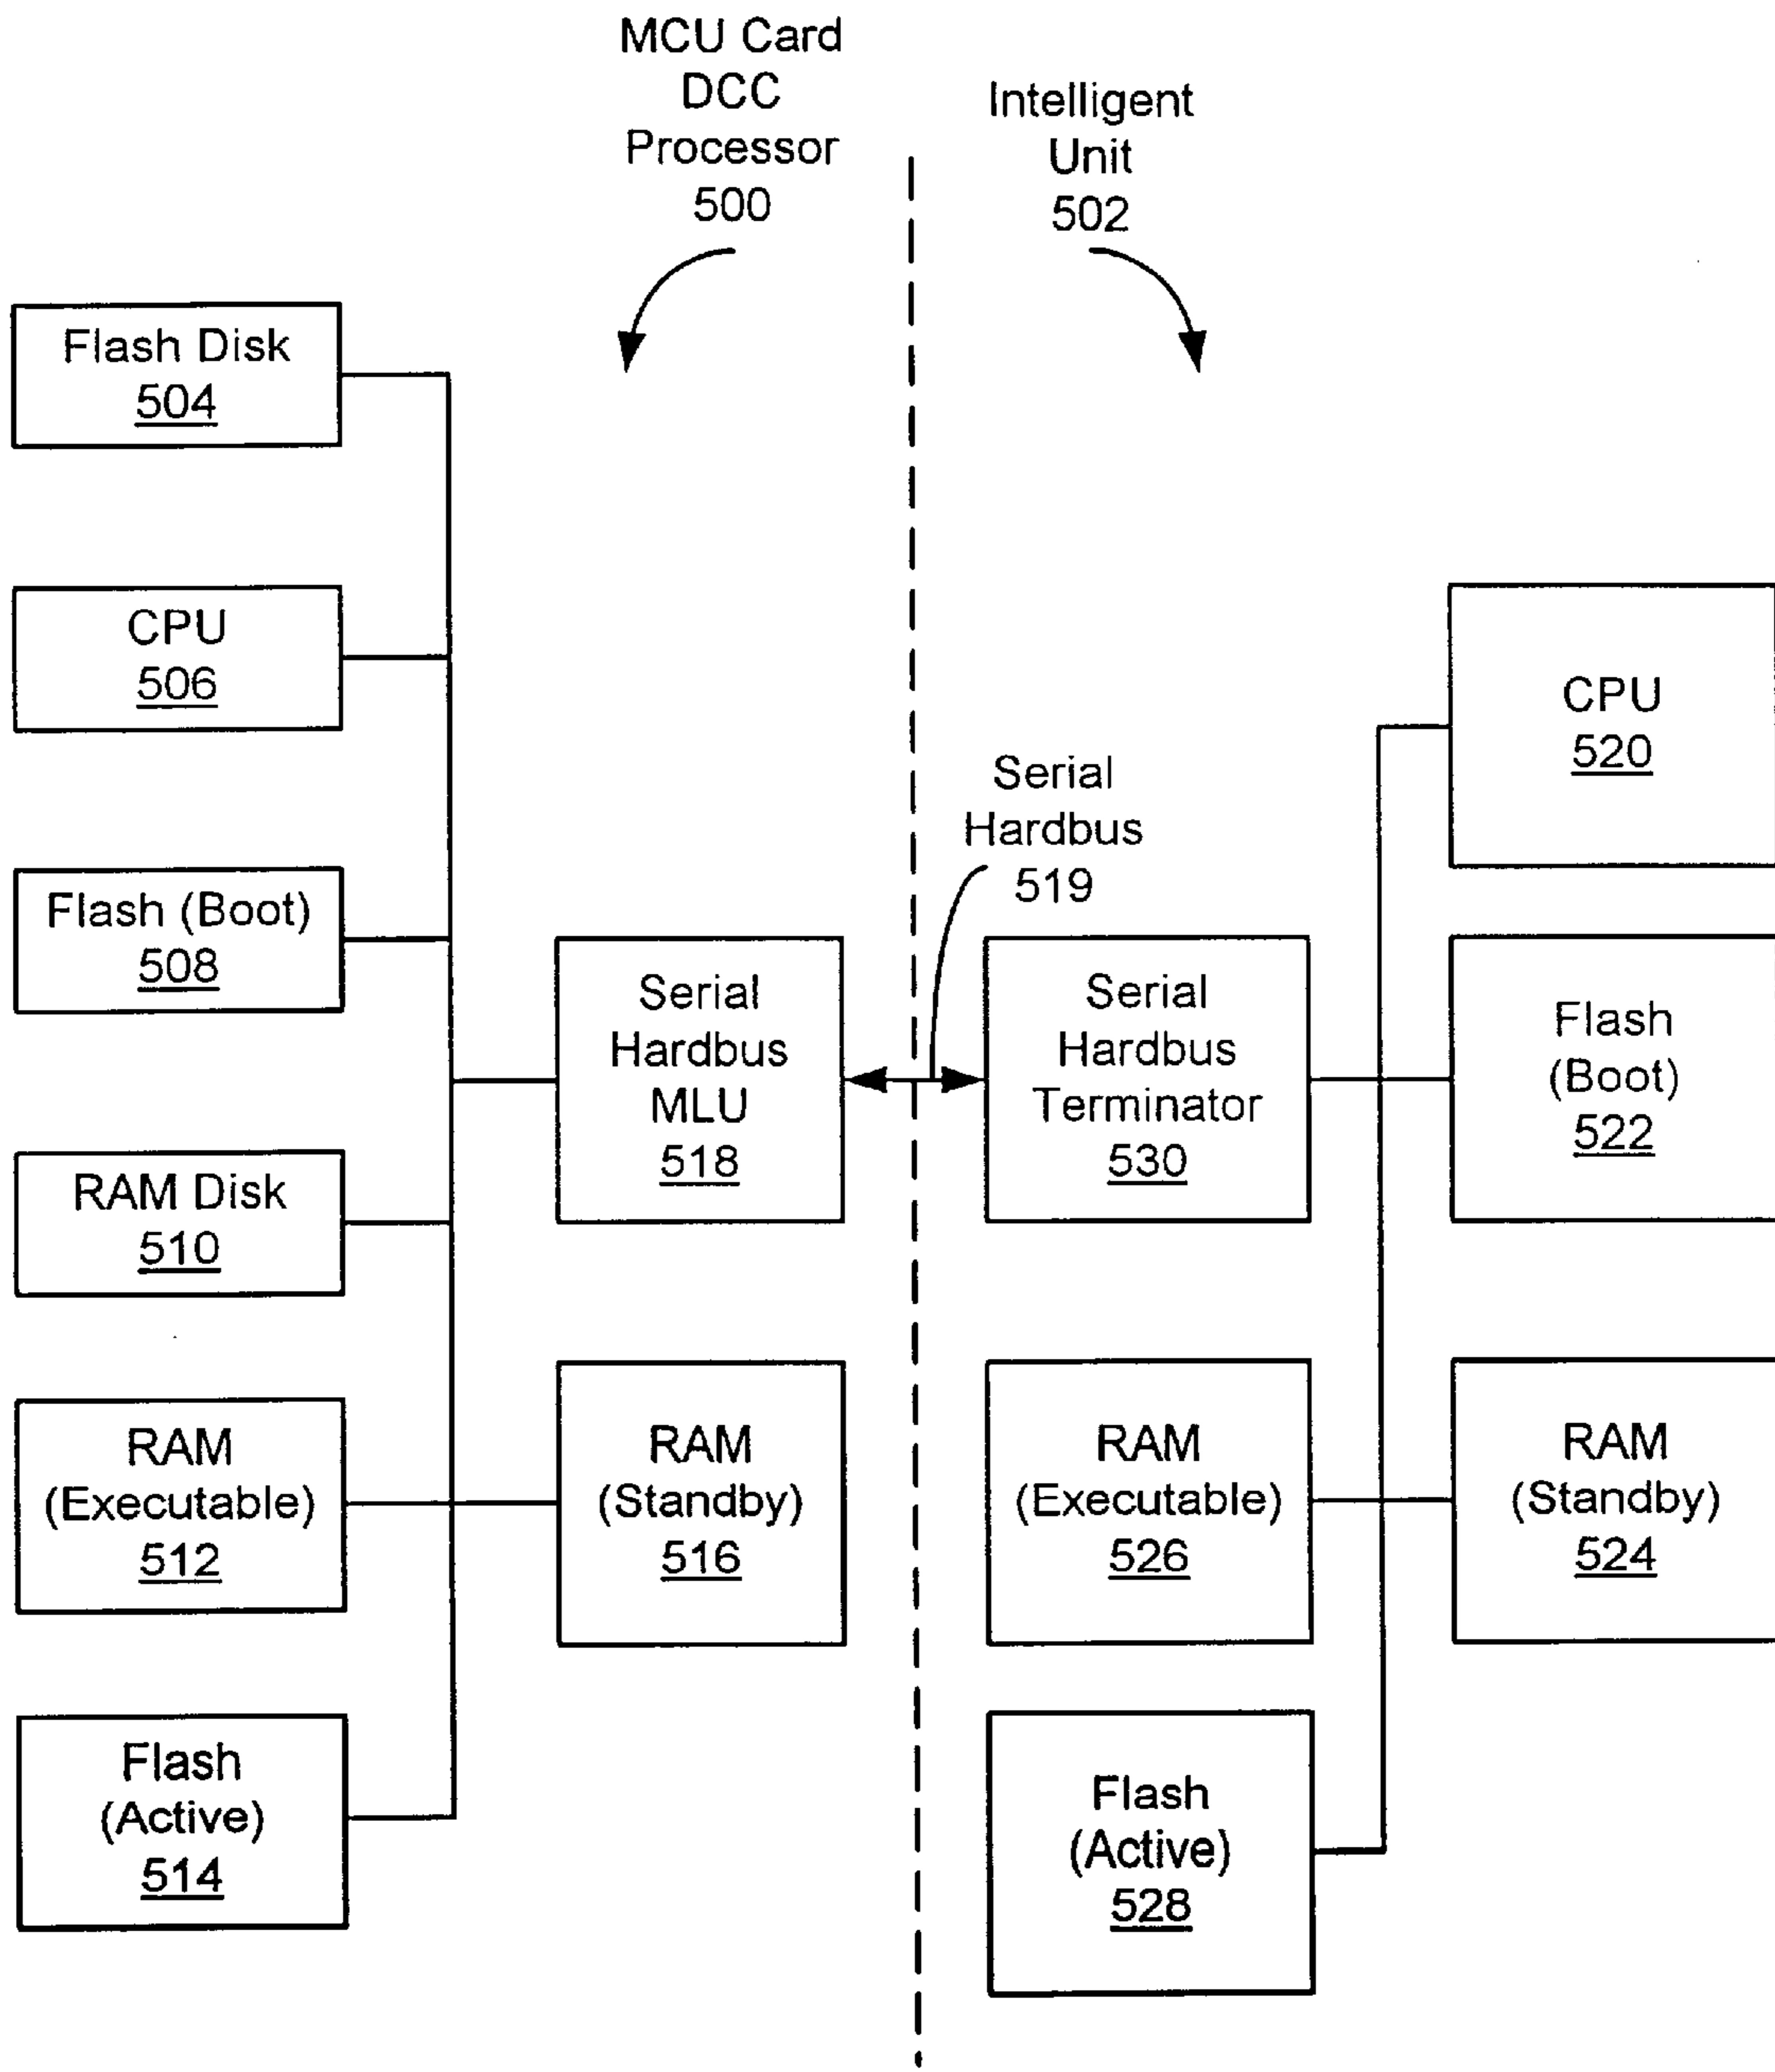 MCU Card
DCC
Processor
500
Intelligent
Unit
502
Flash Disk
504
CPU
506
Flash (Boot)
508
RAM Disk
510
RAM
(Executable)
512
Flash
(Active)
514
Serial
Hardbus
MLU
518
RAM
(Standby)
516
Serial
Hardbus
519
Serial
Hardbus
Terminator
530
RAM
(Executable)
526
Flash
(Active)
528
CPU
520
Flash
(Boot)
522
RAM
(Standby)
524